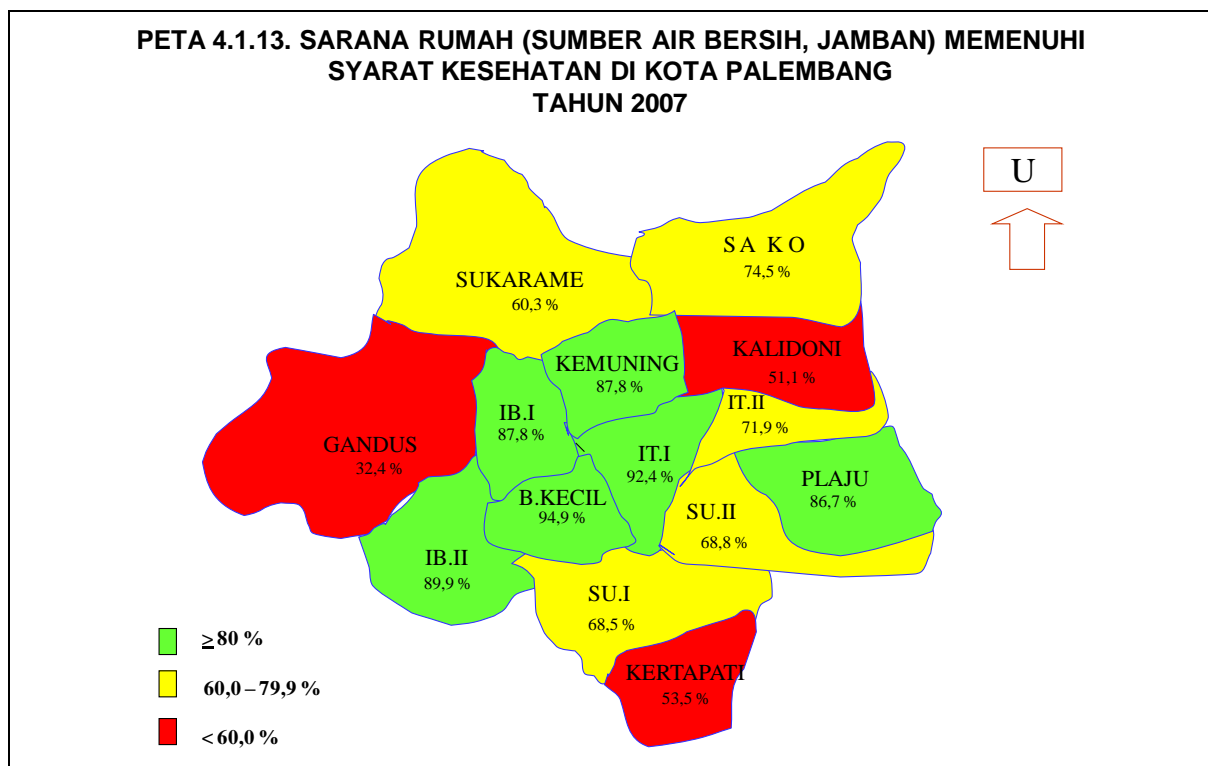 PETA 4.1.13. SARANA RUMAH (SUMBER AIR BERSIH, JAMBAN) MEMENUHI
SYARAT KESEHATAN DI KOTA PALEMBANG
TAHUN 2007
U
S A K O
74,5 %
SUKARAME
60,3 %
KALIDONI
51,1 %
KEMUNING
87,8 %
IT.II
71,9 %
IB.I
87,8 %
GANDUS
32,4 %
IT.I
92,4 %
PLAJU
86,7 %
B.KECIL
94,9 %
SU.II
68,8 %
IB.II
89,9 %
SU.I
68,5 %
KERTAPATI
53,5 %
≥ 80 %
60,0 – 79,9 %
< 60,0 %